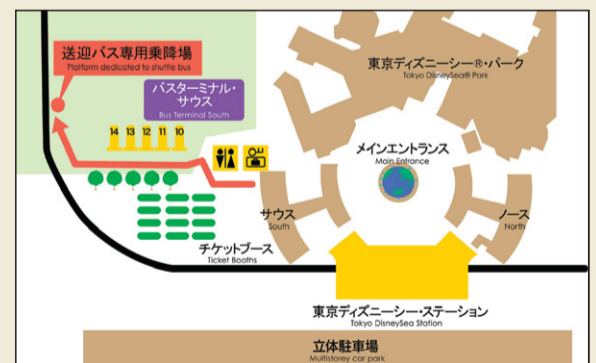 送迎バス専用乗降場
Platform dedicated to shuttle bus
バスターミナル・
サウス
Bus Terminal South
14 13 12 11 10
東京ディズニーシー®・パーク
Tokyo DisneySea® Park
メインエントランス
Main Entrance
サウス
South
ノース
North
チケットブース
Ticket Booths
東京ディズニーシー・ステーション
Tokyo DisneySea Station
立体駐車場
Multistorey car park